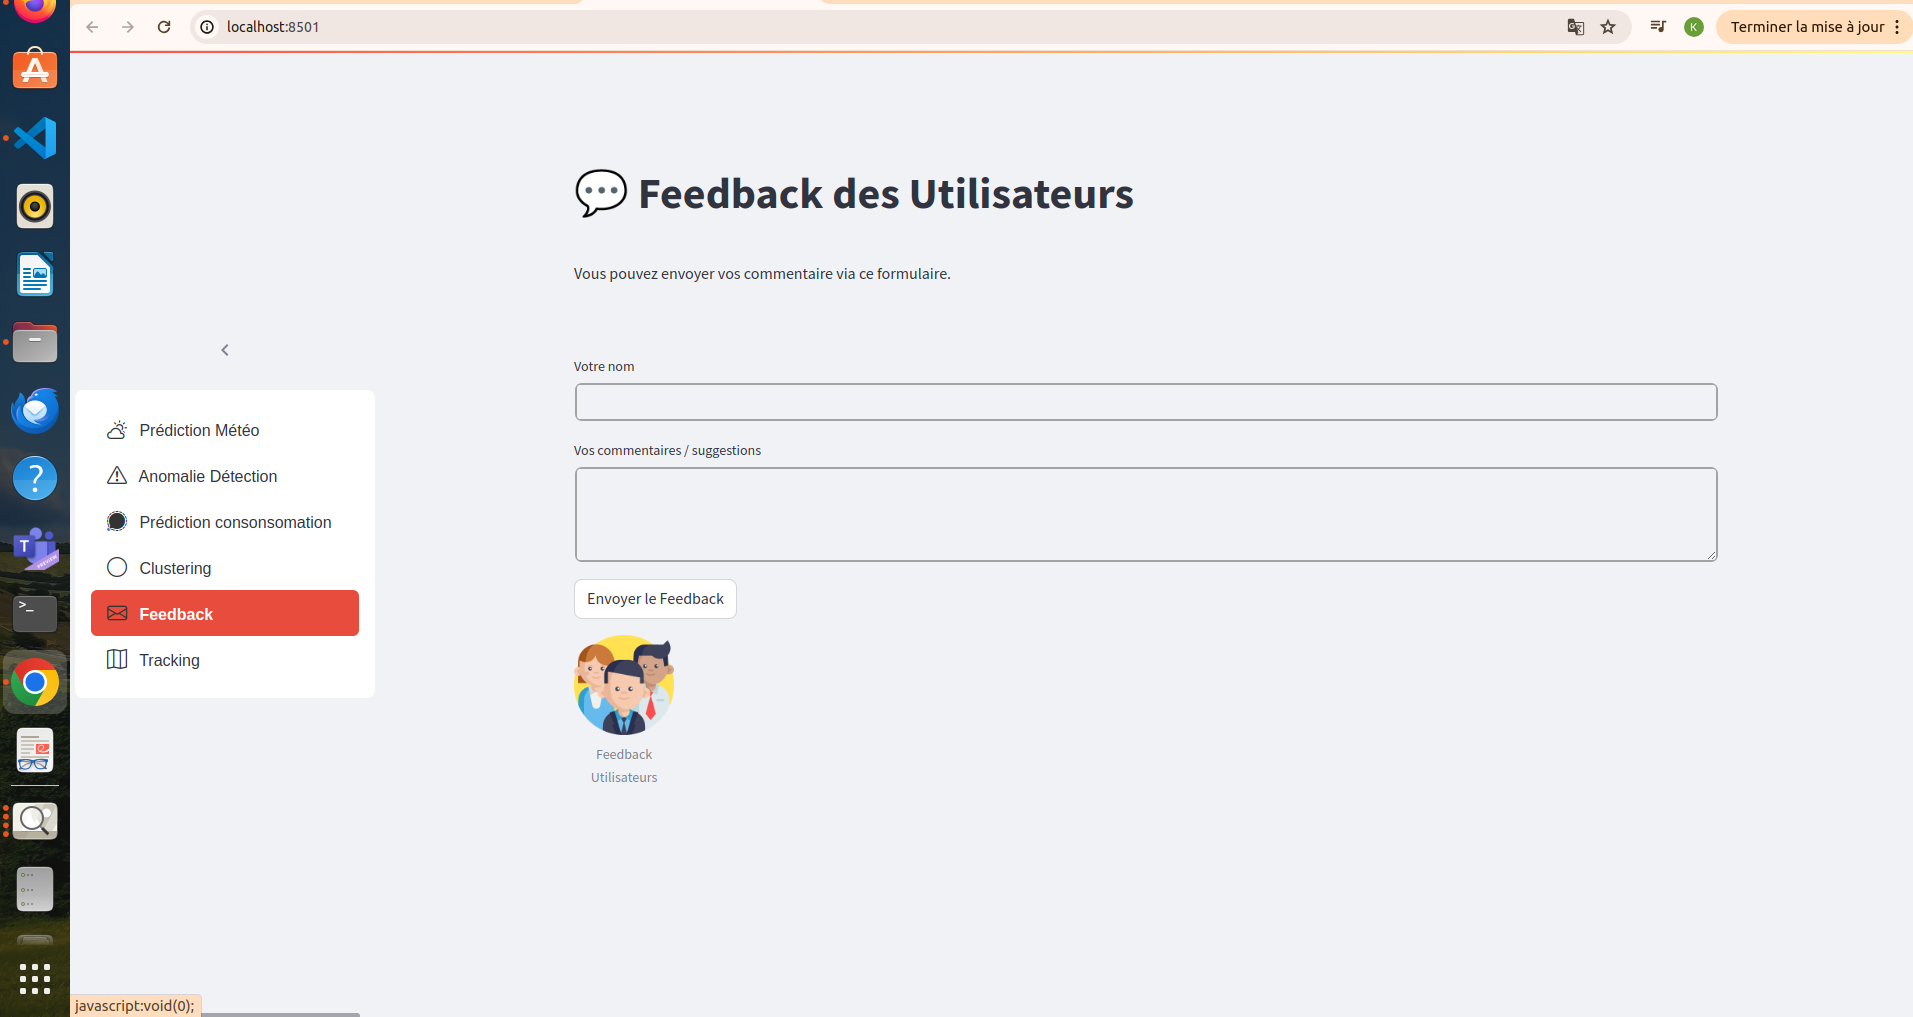 localhost:8501
K
Terminer la mise à jour
💬 Feedback des Utilisateurs
Vous pouvez envoyer vos commentaire via ce formulaire.
Votre nom
Vos commentaires / suggestions
Envoyer le Feedback
Feedback
Utilisateurs
Prédiction Météo
Anomalie Détection
Prédiction consonsomation
Clustering
Feedback
Tracking
javascript:void(0);